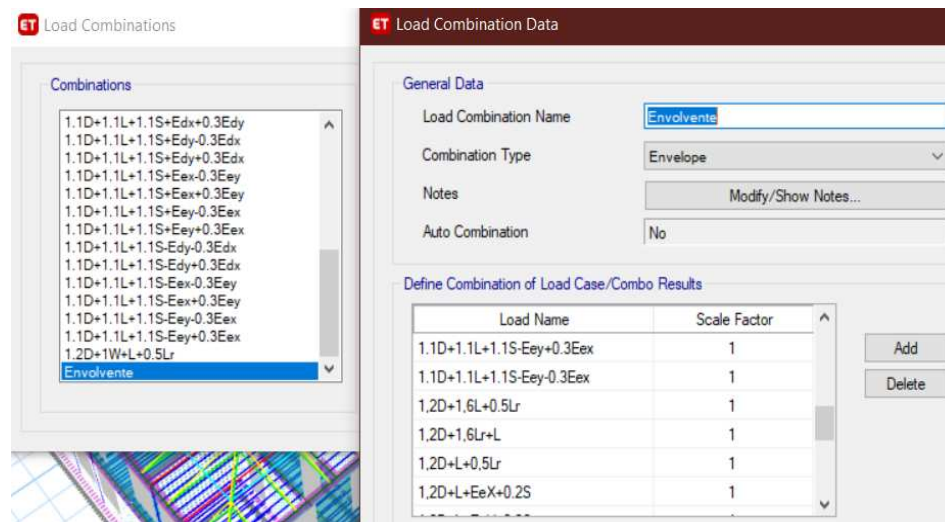 ET Load Combinations
Combinations
1.1D+1.1L+1.1S+Edx+0.3Edy
1.1D+1.1L+1.1S+Edy-0.3Edx
1.1D+1.1L+1.1S+Edy+0.3Edx
1.1D+1.1L+1.1S+Eex-0.3Eey
1.1D+1.1L+1.1S+Eex+0.3Eey
1.1D+1.1L+1.1S+Eey-0.3Eex
1.1D+1.1L+1.1S+Eey+0.3Eex
1.1D+1.1L+1.1S-Edy-0.3Edx
1.1D+1.1L+1.1S-Edy+0.3Edx
1.1D+1.1L+1.1S-Eex-0.3Eey
1.1D+1.1L+1.1S-Eex+0.3Eey
1.1D+1.1L+1.1S-Eey-0.3Eex
1.1D+1.1L+1.1S-Eey+0.3Eex
1.2D+1W+L+0.5Lr
Envolvente
ET Load Combination Data
General Data
Load Combination Name Envolvente
Combination Type Envelope
Notes Modify/Show Notes...
Auto Combination No
Define Combination of Load Case/Combo Results
Load Name Scale Factor
1.1D+1.1L+1.1S-Eey+0.3Eex 1
1.1D+1.1L+1.1S-Eey-0.3Eex 1
1,2D+1,6L+0.5Lr 1
1,2D+1,6Lr+L 1
1,2D+L+0,5Lr 1
1,2D+L+EeX+0.2S 1
Add
Delete